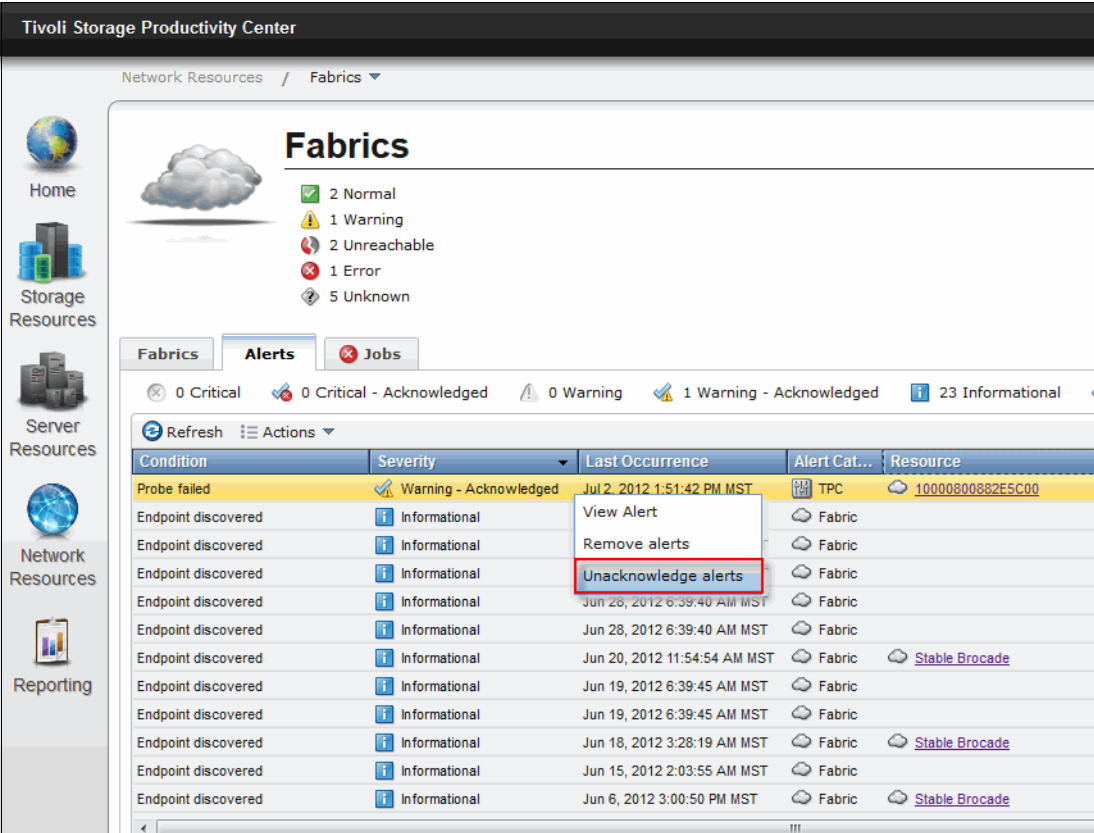 Tivoli Storage Productivity Center
Network Resources / Fabrics
Home
Storage Resources
Server Resources
Network Resources
Reporting
Fabrics
2 Normal
1 Warning
2 Unreachable
1 Error
5 Unknown
Fabrics Alerts Jobs
0 Critical 0 Critical - Acknowledged 0 Warning 1 Warning - Acknowledged 23 Informational
Refresh Actions
Condition Severity Last Occurrence Alert Cat... Resource
Probe failed Warning - Acknowledged Jul 2, 2012 1:51:42 PM MST TPC 10000800882E5C00
Endpoint discovered Informational Fabric
Endpoint discovered Informational Fabric
Endpoint discovered Informational Fabric
View Alert
Remove alerts
Unacknowledge alerts
Endpoint discovered Informational Jun 28, 2012 6:39:40 AM MST Fabric
Endpoint discovered Informational Jun 28, 2012 6:39:40 AM MST Fabric
Endpoint discovered Informational Jun 20, 2012 11:54:54 AM MST Fabric Stable Brocade
Endpoint discovered Informational Jun 19, 2012 6:39:45 AM MST Fabric
Endpoint discovered Informational Jun 19, 2012 6:39:45 AM MST Fabric
Endpoint discovered Informational Jun 18, 2012 3:28:19 AM MST Fabric Stable Brocade
Endpoint discovered Informational Jun 15, 2012 2:03:55 AM MST Fabric
Endpoint discovered Informational Jun 6, 2012 3:00:50 PM MST Fabric Stable Brocade